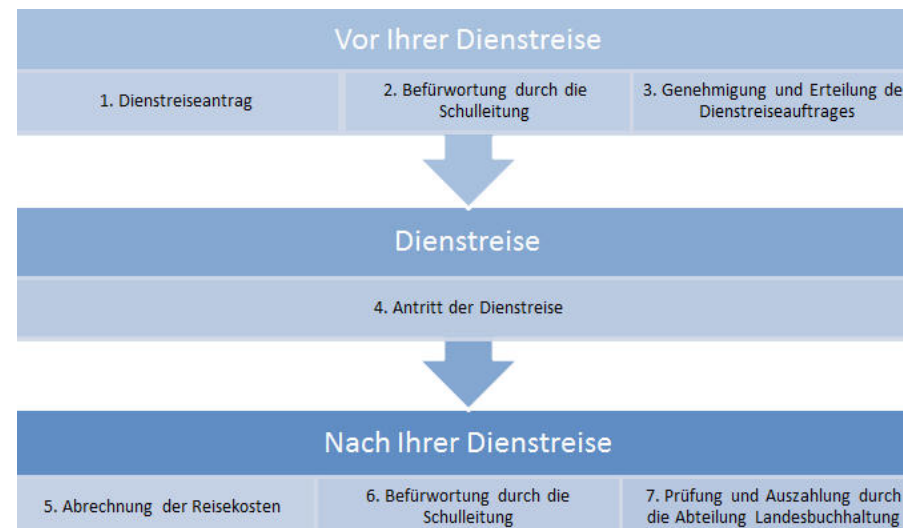 Vor Ihrer Dienstreise
1. Dienstreiseantrag
2. Befürwortung durch die
Schulleitung
3. Genehmigung und Erteilung de
Dienstreiseauftrages
Dienstreise
4. Antritt der Dienstreise
Nach Ihrer Dienstreise
5. Abrechnung der Reisekosten
6. Befürwortung durch die
Schulleitung
7. Prüfung und Auszahlung durch
die Abteilung Landesbuchhaltung